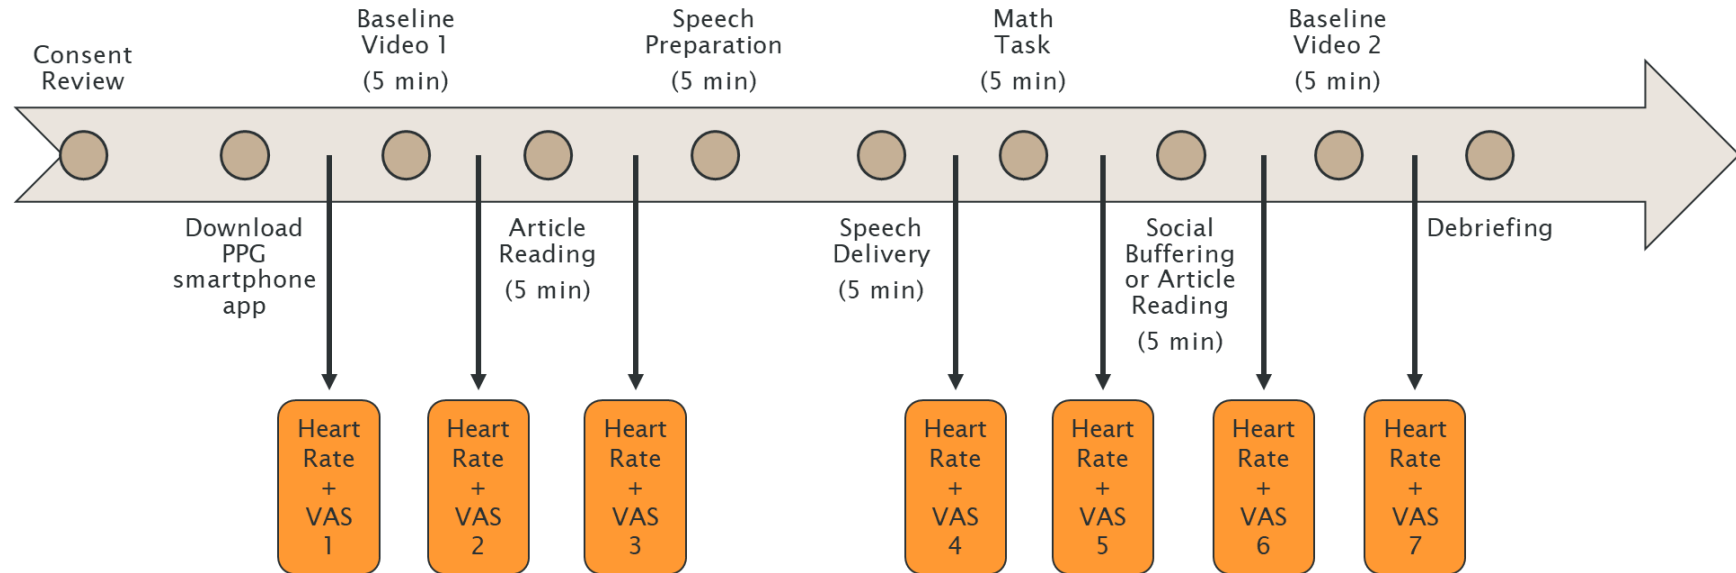 Consent
Review
Baseline
Video 1
(5 min)
Speech
Preparation
(5 min)
Math
Task
(5 min)
Baseline
Video 2
(5 min)
Download
PPG
smartphone
app
Article
Reading
(5 min)
Speech
Delivery
(5 min)
Social
Buffering
or Article
Reading
(5 min)
Debriefing
Heart
Rate
+
VAS
1
Heart
Rate
+
VAS
2
Heart
Rate
+
VAS
3
Heart
Rate
+
VAS
4
Heart
Rate
+
VAS
5
Heart
Rate
+
VAS
6
Heart
Rate
+
VAS
7